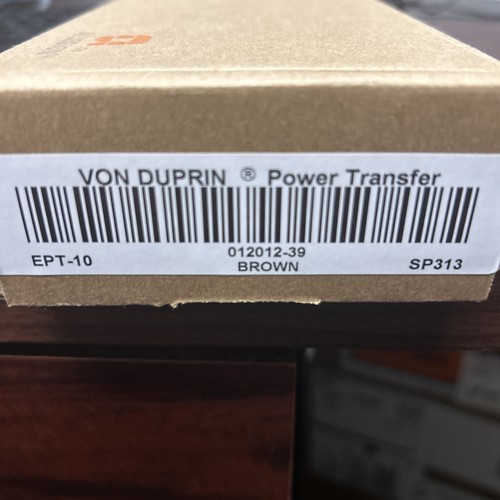 VON DUPRIN ® Power Transfer
012012-39
EPT-10
BROWN
SP313